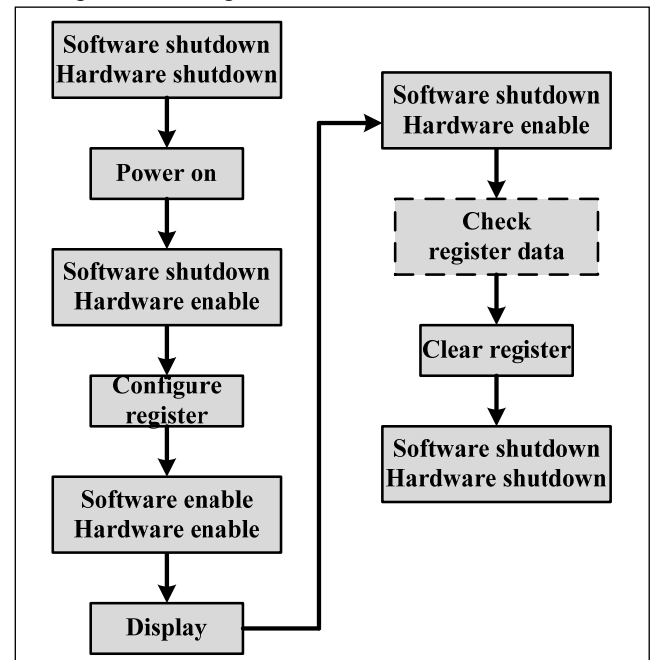 Software shutdown
Hardware shutdown
Power on
Software shutdown
Hardware enable
Configure
register
Software enable
Hardware enable
Display
Software shutdown
Hardware enable
Check
register data
Clear register
Software shutdown
Hardware shutdown